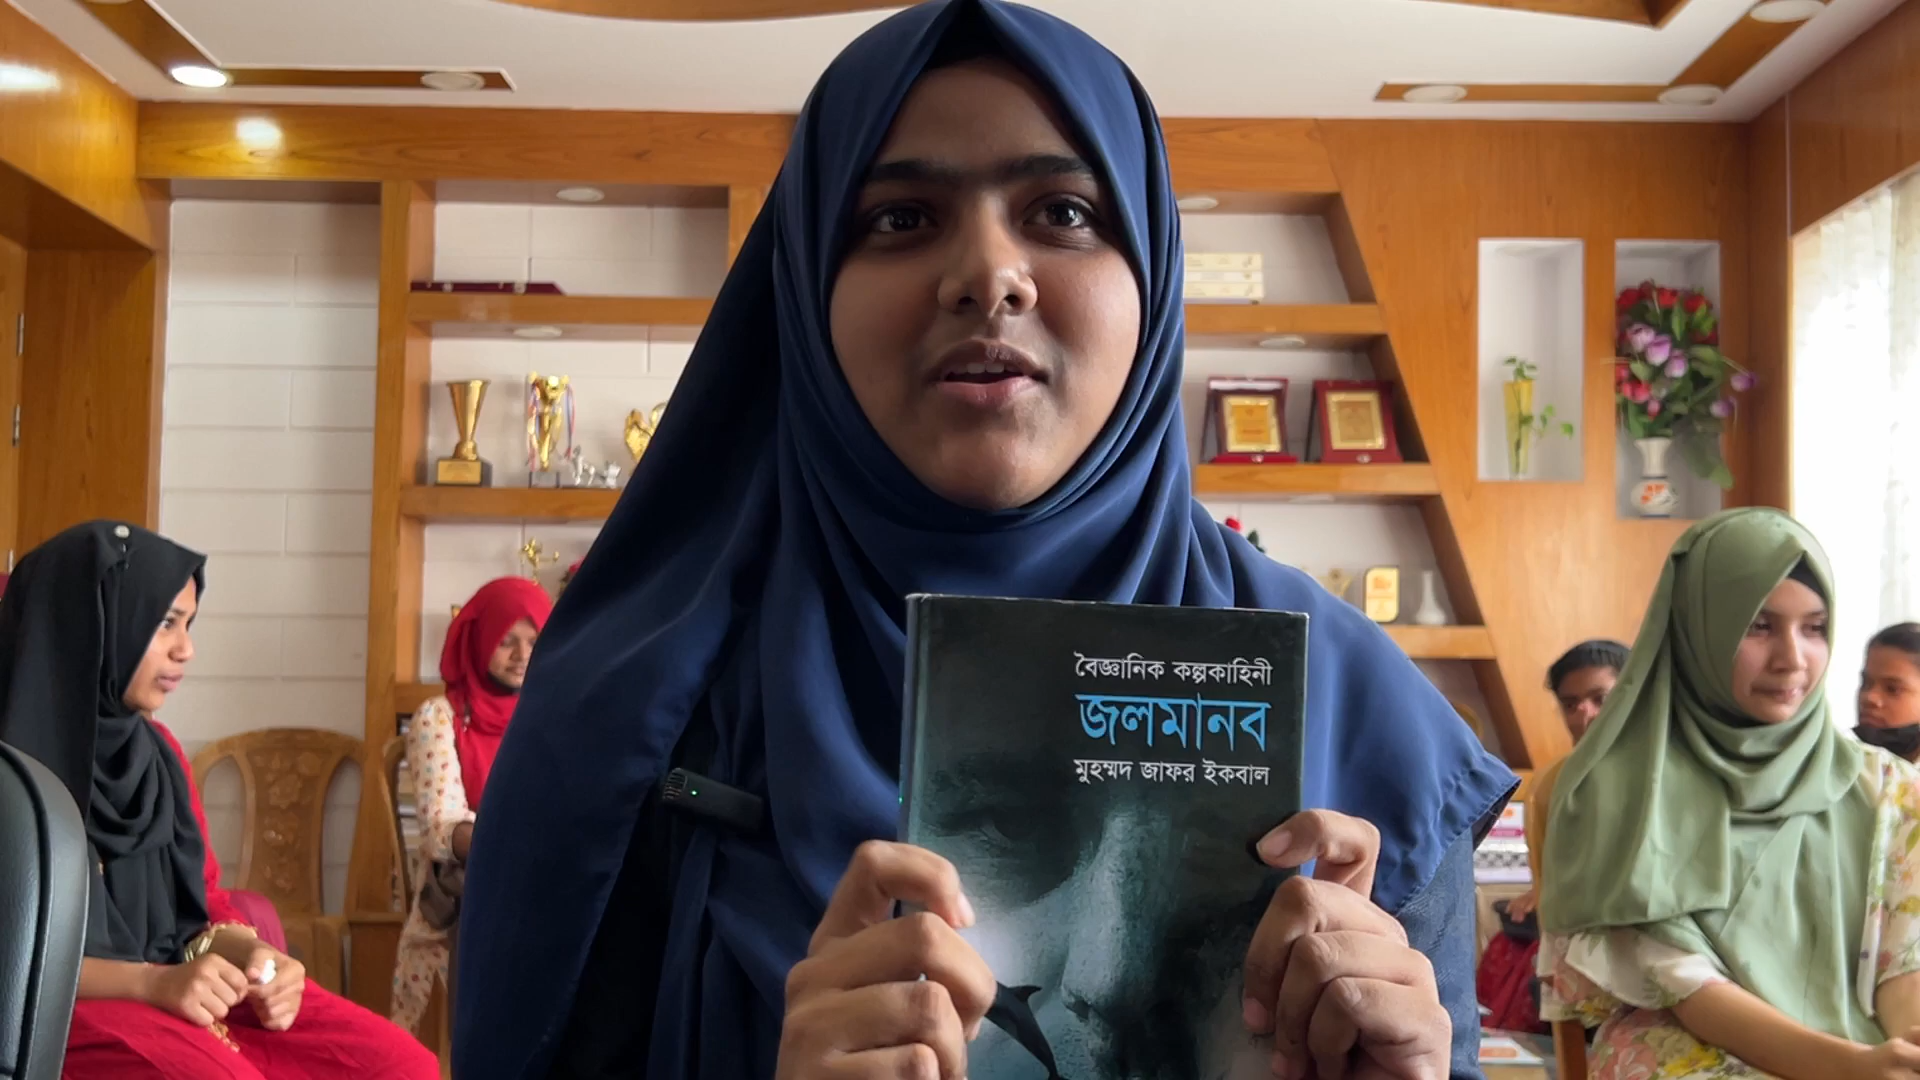 বৈজ্ঞানিক কল্পকাহিনী
জলমানব
মুহম্মদ জাফর ইকবাল